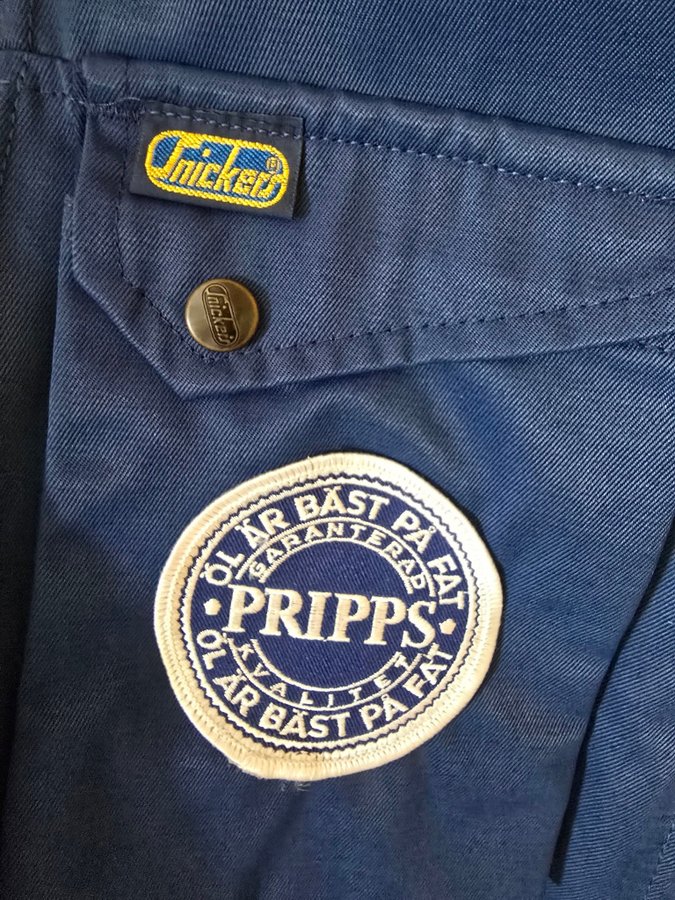 Snickers®
Snickers
ÖL ÄR BÄST PÅ FAT
GARANTERAD
PRIPPS
KVALITET
ÖL ÄR BÄST PÅ FAT